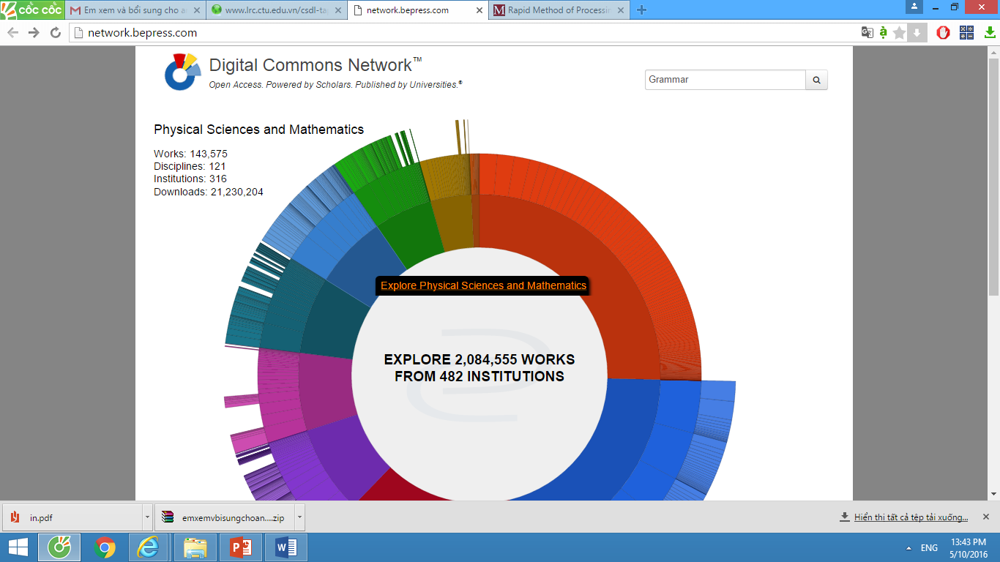 cốc cốc
Em xem và bổi sung cho a
www.lrc.ctu.edu.vn/csdl-ta
network.bepress.com
Rapid Method of Processin
network.bepress.com
Digital Commons Network™
Open Access. Powered by Scholars. Published by Universities.®
Grammar
Physical Sciences and Mathematics
Works: 143,575
Disciplines: 121
Institutions: 316
Downloads: 21,230,204
Explore Physical Sciences and Mathematics
EXPLORE 2,084,555 WORKS
FROM 482 INSTITUTIONS
in.pdf
emxemvbisungchoan....zip
Hiển thị tất cả tệp tải xuống...
ENG
13:43 PM
5/10/2016